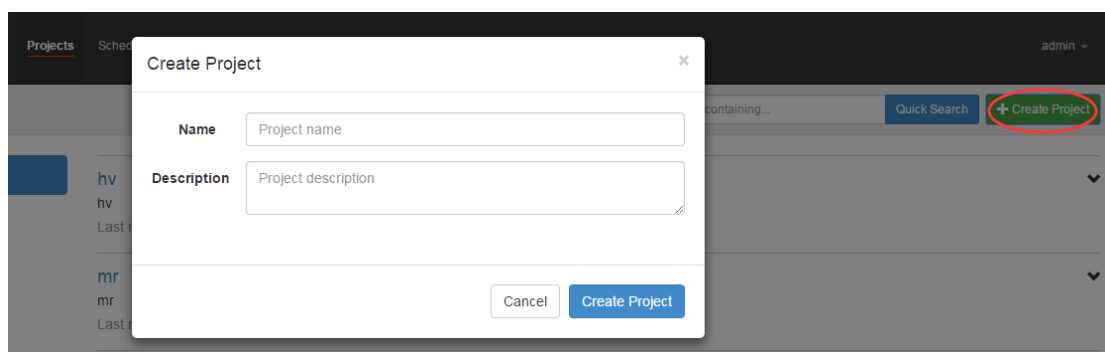 Projects Sched admin
Create Project ×
containing... Quick Search + Create Project
Name Project name
Description Project description
hv
hv
Last
mr
mr
Last
Cancel Create Project